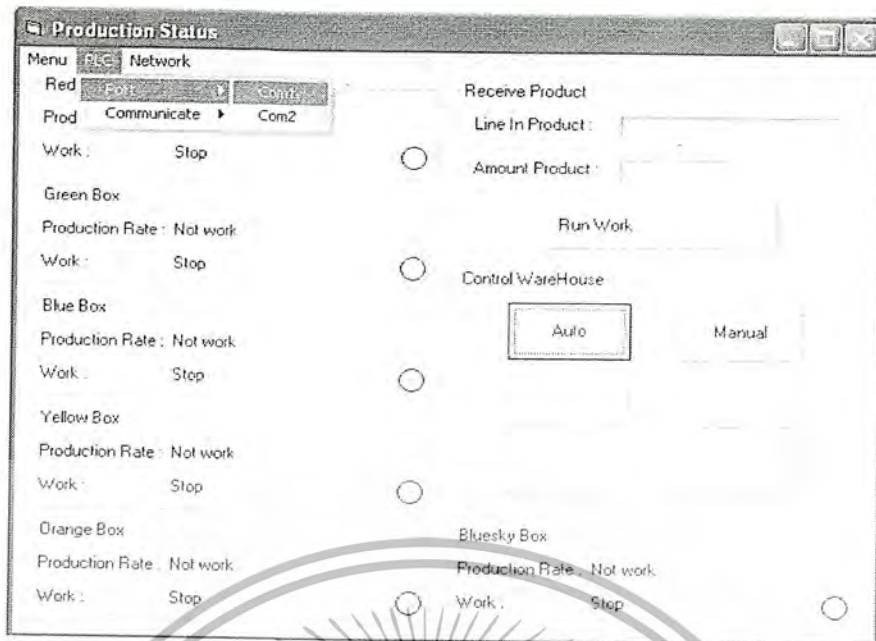 Production Status
Menu PLC Network
Red
Port
Com1
Communicate
Com2
Prod
Work : Stop
Green Box
Production Rate : Not work
Work : Stop
Blue Box
Production Rate : Not work
Work : Stop
Yellow Box
Production Rate : Not work
Work : Stop
Orange Box
Production Rate : Not work
Work : Stop
Receive Product
Line In Product :
Amount Product :
Run Work
Control WareHouse
Auto Manual
Bluesky Box
Production Rate : Not work
Work : Stop